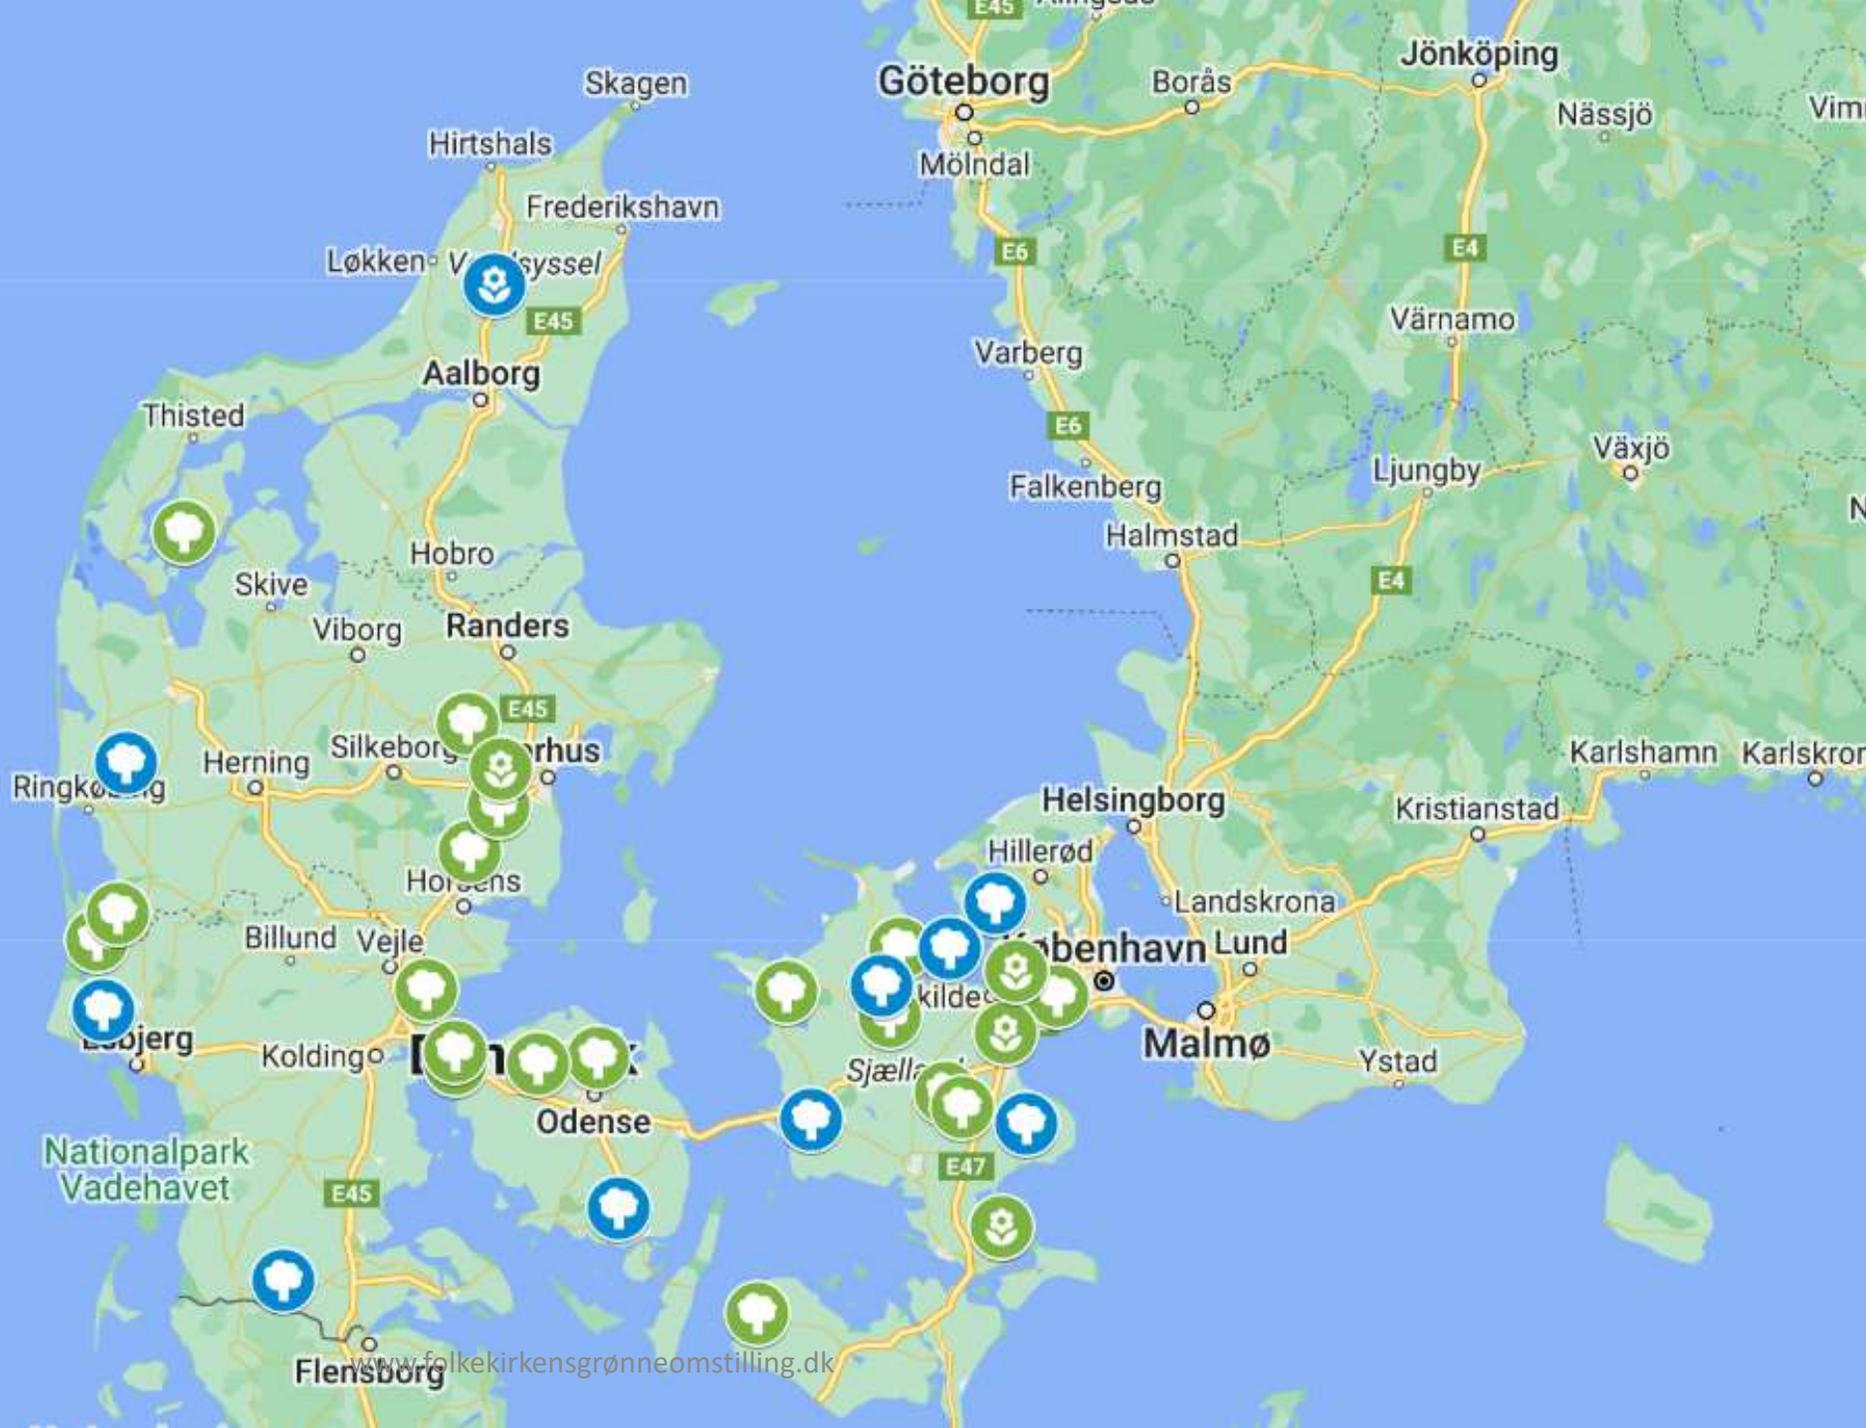 E45
Skagen
Göteborg
Borås
Jönköping
Nässjö
Hirtshals
Mölndal
Frederikshavn
E6
E4
Løkken
E45
Värnamo
Varberg
Aalborg
Thisted
E6
Växjö
Ljungby
Falkenberg
Halmstad
Hobro
E4
Skive
Viborg
Randers
E45
Silkeborg
Herning
Karlshamn
Helsingborg
Kristianstad
Hillerød
Landskrona
Billund
Vejle
Lund
Malmø
Kolding
Ystad
Odense
Nationalpark
Vadehavet
E47
E45
Flensborg
www.folkekirkensgrønneomstilling.dk